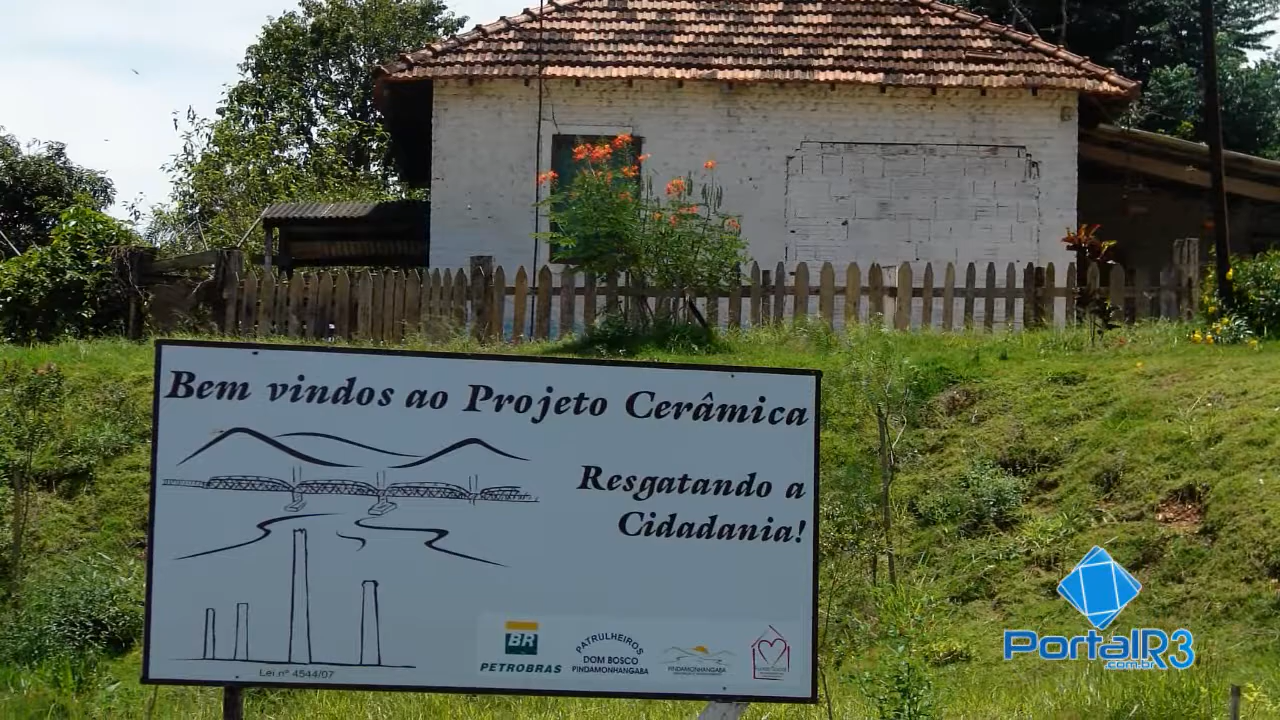 Bem vindos ao Projeto Cerâmica
Resgatando a
Cidadania!
Lei nº 4544/07
BR
PETROBRAS
PATRULHEIROS
DOM BOSCO
PINDAMONHANGABA
PINDAMONHANGABA
PortalR3
.com.br